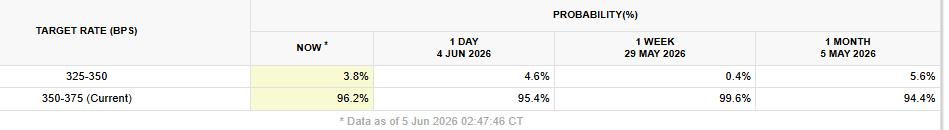 TARGET RATE (BPS) PROBABILITY(%)
NOW * 1 DAY 1 WEEK 1 MONTH
4 JUN 2026 29 MAY 2026 5 MAY 2026
325-350 3.8% 4.6% 0.4% 5.6%
350-375 (Current) 96.2% 95.4% 99.6% 94.4%
* Data as of 5 Jun 2026 02:47:46 CT